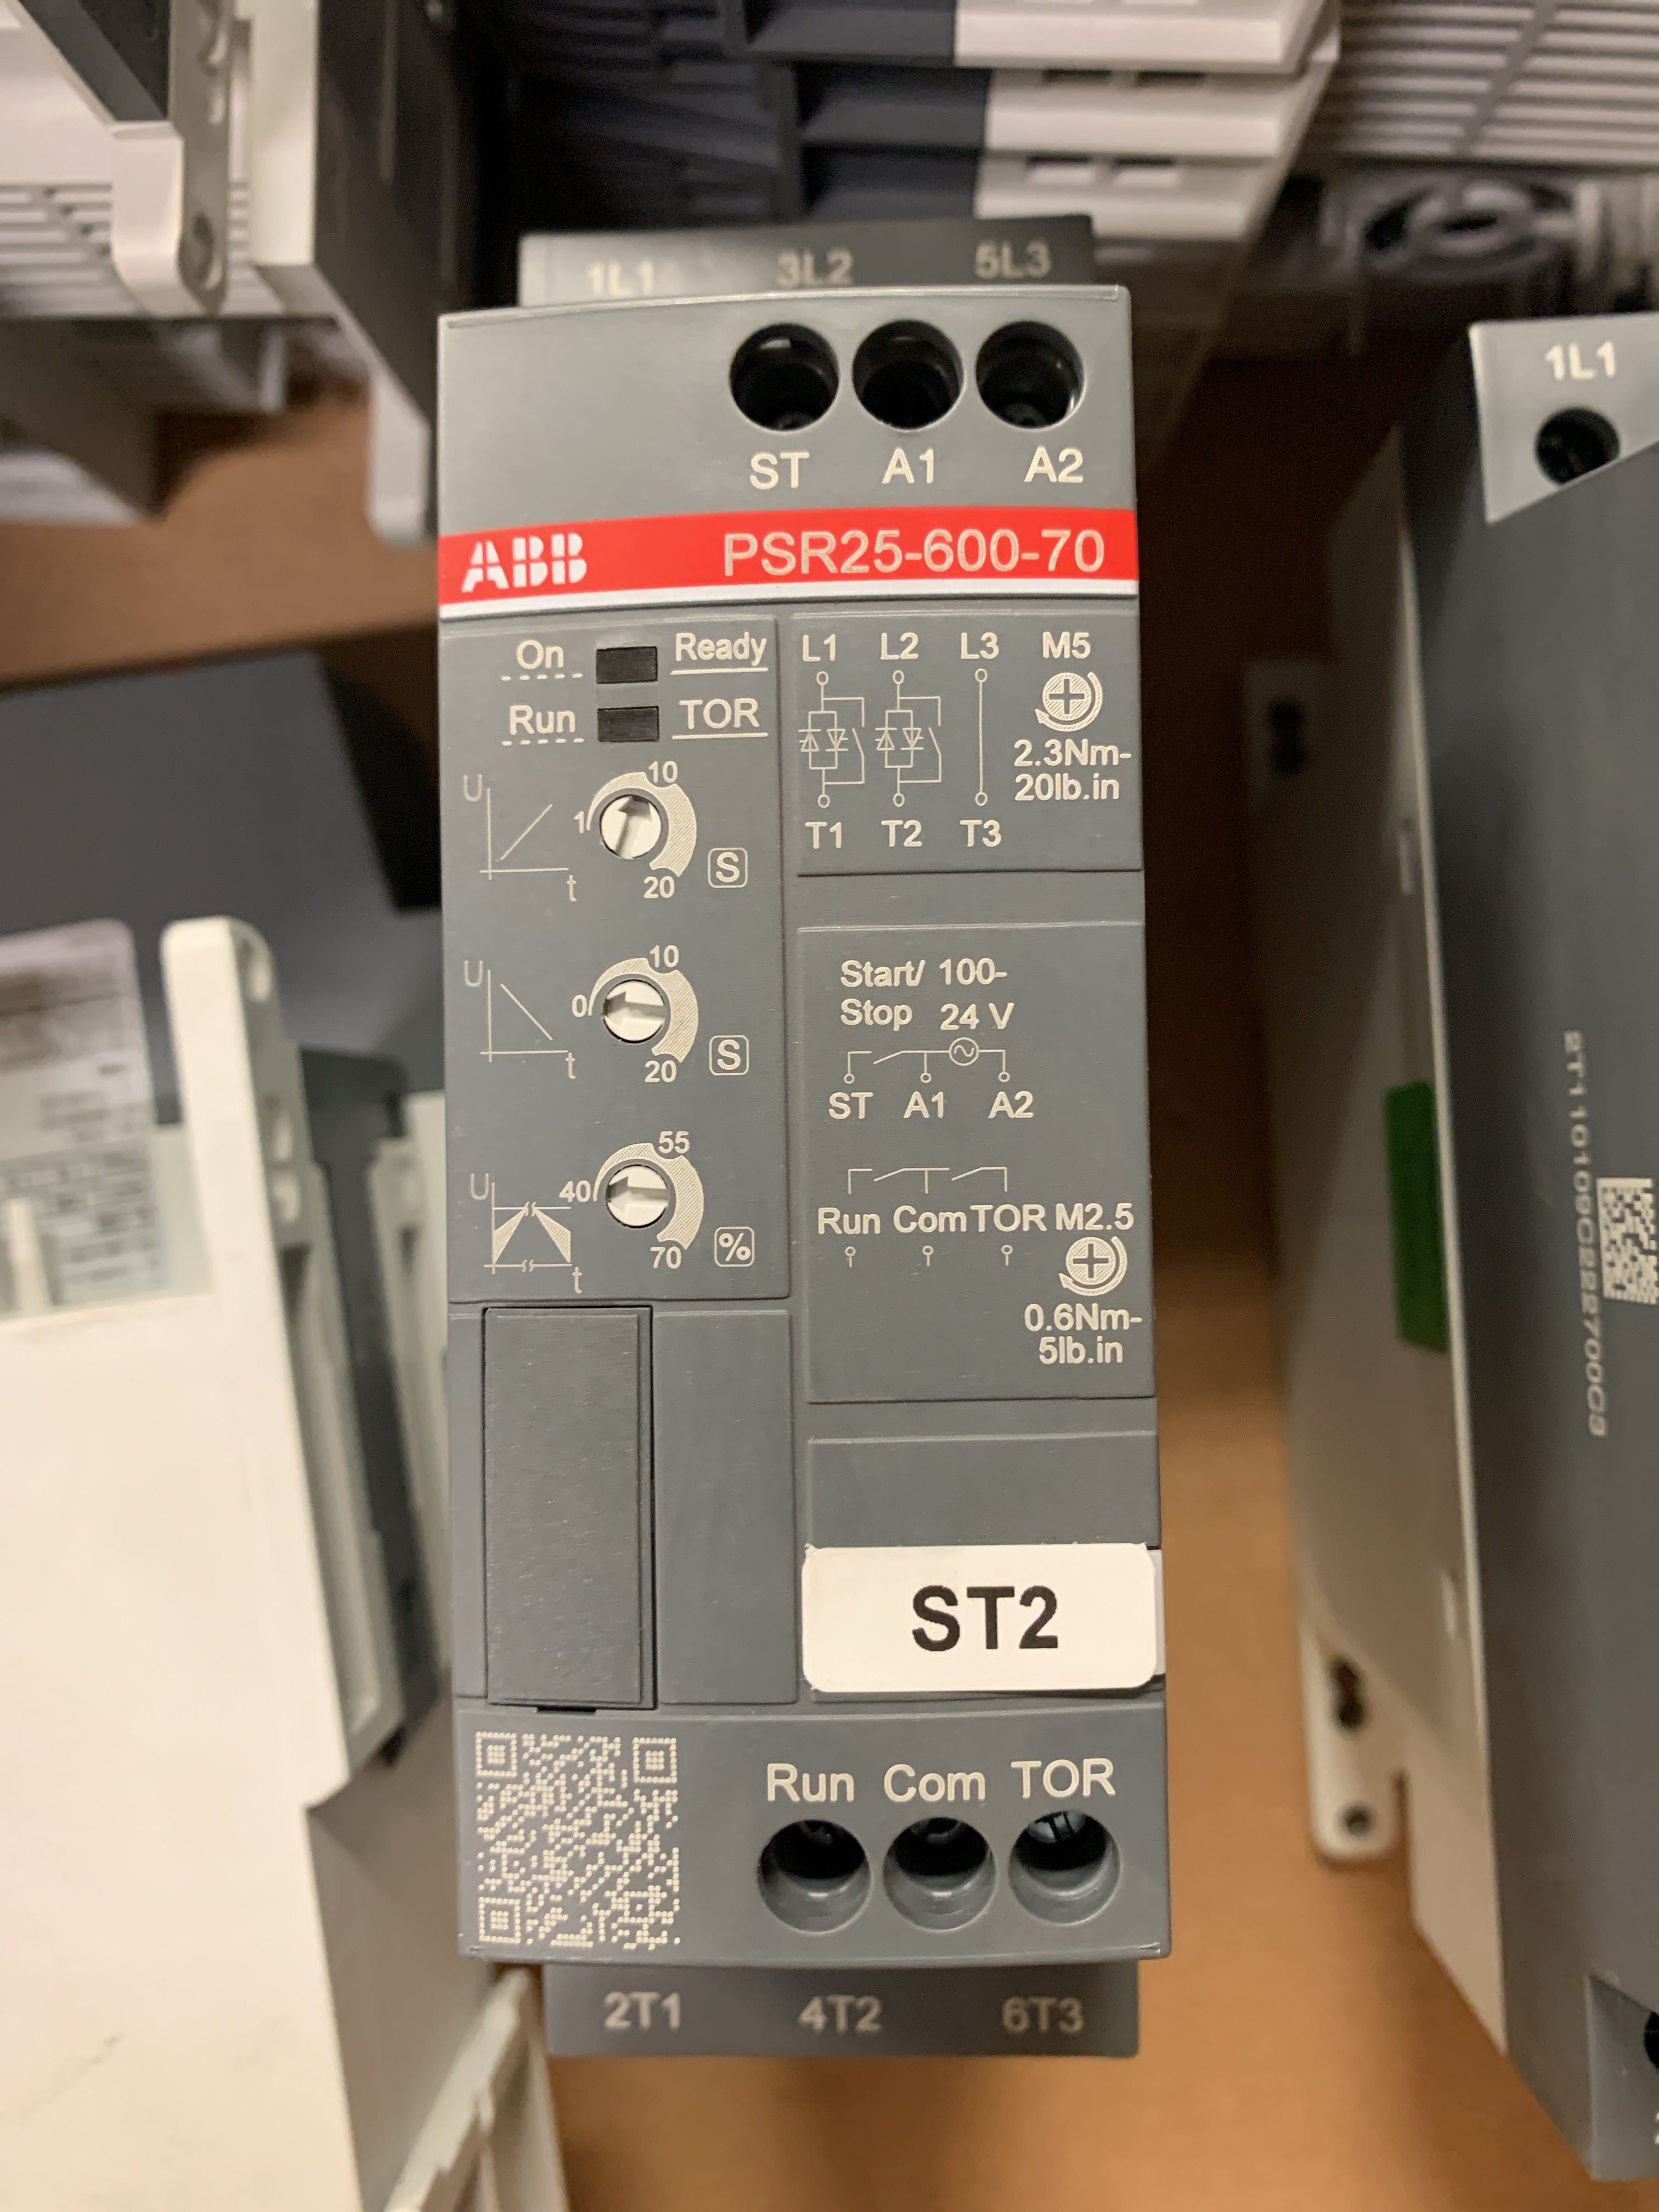 1L1 3L2 5L3
ST A1 A2
ABB PSR25-600-70
On Ready
Run TOR
U 10
1
t 20 S
U 10
0
t 20 S
U 55
40
t 70 %
L1 L2 L3 M5
2.3Nm-
20lb.in
T1 T2 T3
Start/ 100-
Stop 24 V
ST A1 A2
Run Com TOR M2.5
0.6Nm-
5lb.in
ST2
Run Com TOR
2T1 4T2 6T3
1L1